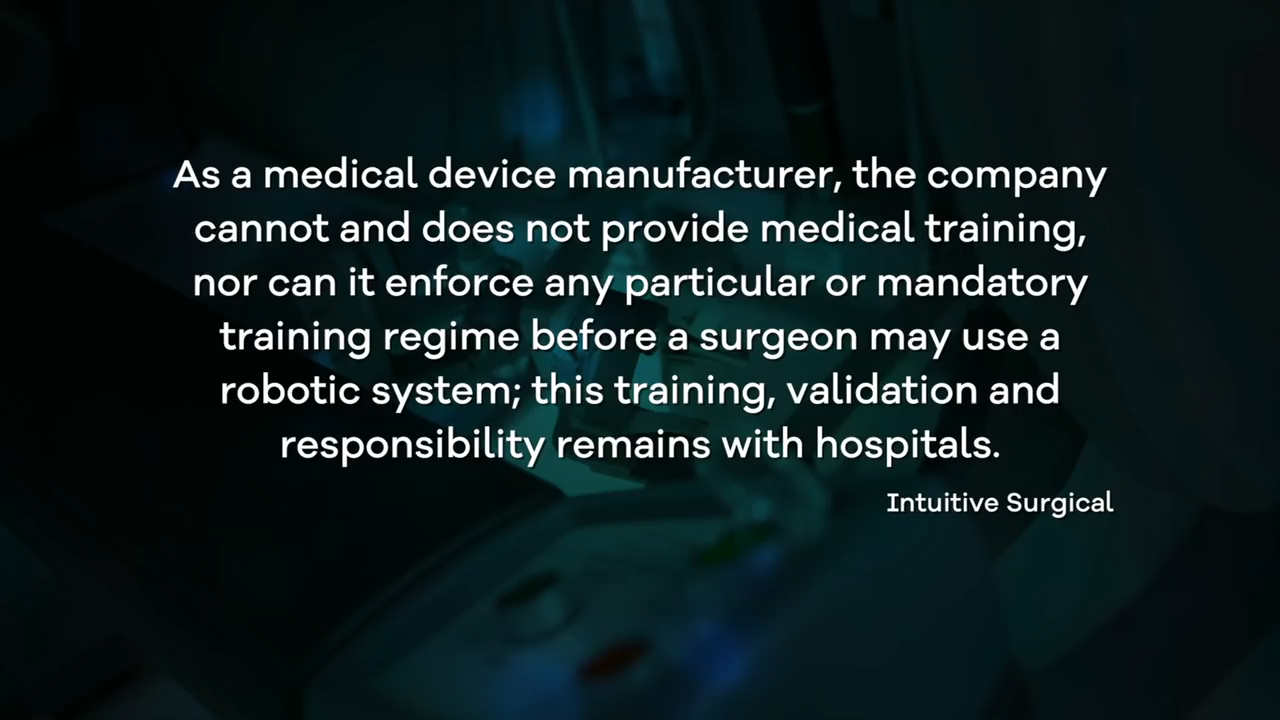 As a medical device manufacturer, the company
cannot and does not provide medical training,
nor can it enforce any particular or mandatory
training regime before a surgeon may use a
robotic system; this training, validation and
responsibility remains with hospitals.
Intuitive Surgical